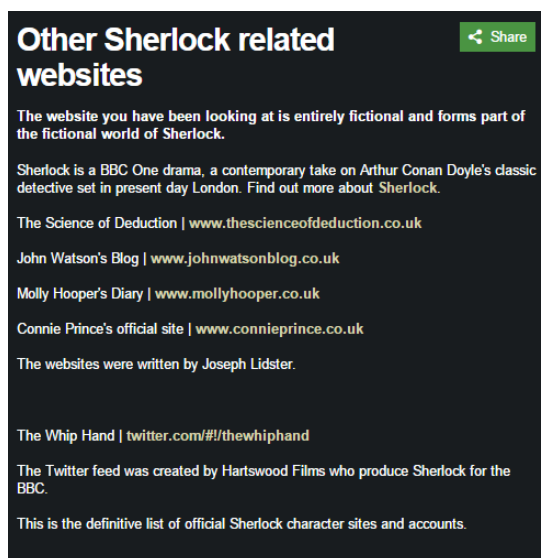 Other Sherlock related
websites
Share
The website you have been looking at is entirely fictional and forms part of
the fictional world of Sherlock.
Sherlock is a BBC One drama, a contemporary take on Arthur Conan Doyle's classic
detective set in present day London. Find out more about Sherlock.
The Science of Deduction | www.thescienceofdeduction.co.uk
John Watson's Blog | www.johnwatsonblog.co.uk
Molly Hooper's Diary | www.mollyhooper.co.uk
Connie Prince's official site | www.connieprince.co.uk
The websites were written by Joseph Lidster.
The Whip Hand | twitter.com/#!/thewhiphand
The Twitter feed was created by Hartswood Films who produce Sherlock for the
BBC.
This is the definitive list of official Sherlock character sites and accounts.